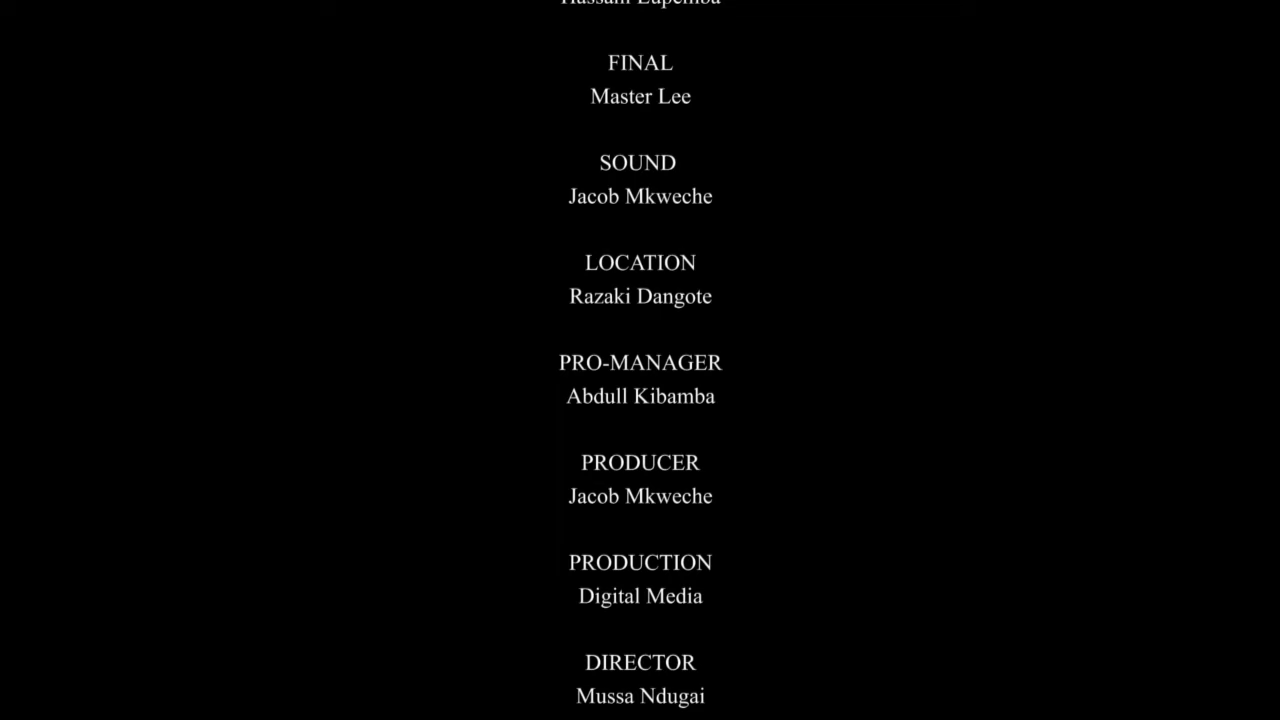 FINAL
Master Lee
SOUND
Jacob Mkweche
LOCATION
Razaki Dangote
PRO-MANAGER
Abdull Kibamba
PRODUCER
Jacob Mkweche
PRODUCTION
Digital Media
DIRECTOR
Mussa Ndugai